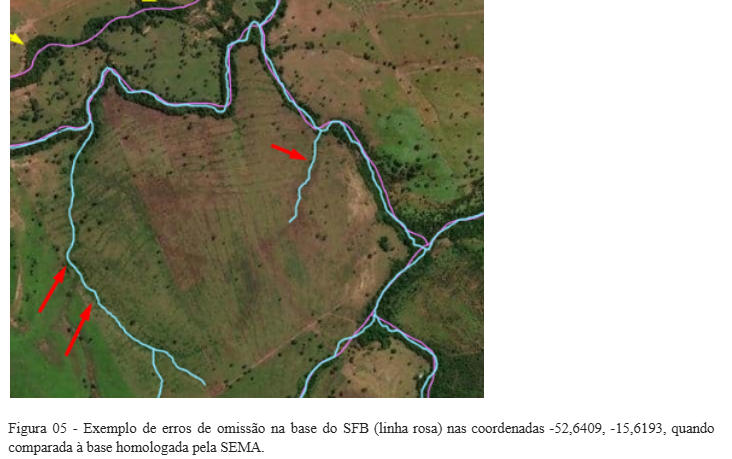 Figura 05 - Exemplo de erros de omissão na base do SFB (linha rosa) nas coordenadas -52,6409, -15,6193, quando
comparada à base homologada pela SEMA.